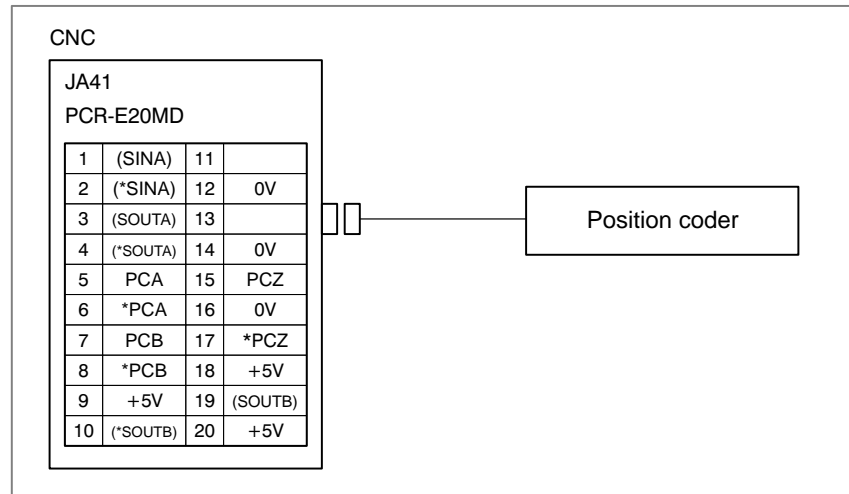 CNC
JA41
PCR-E20MD
1 (SINA) 11
2 (*SINA) 12 0V
3 (SOUTA) 13
4 (*SOUTA) 14 0V
5 PCA 15 PCZ
6 *PCA 16 0V
7 PCB 17 *PCZ
8 *PCB 18 +5V
9 +5V 19 (SOUTB)
10 (*SOUTB) 20 +5V
Position coder